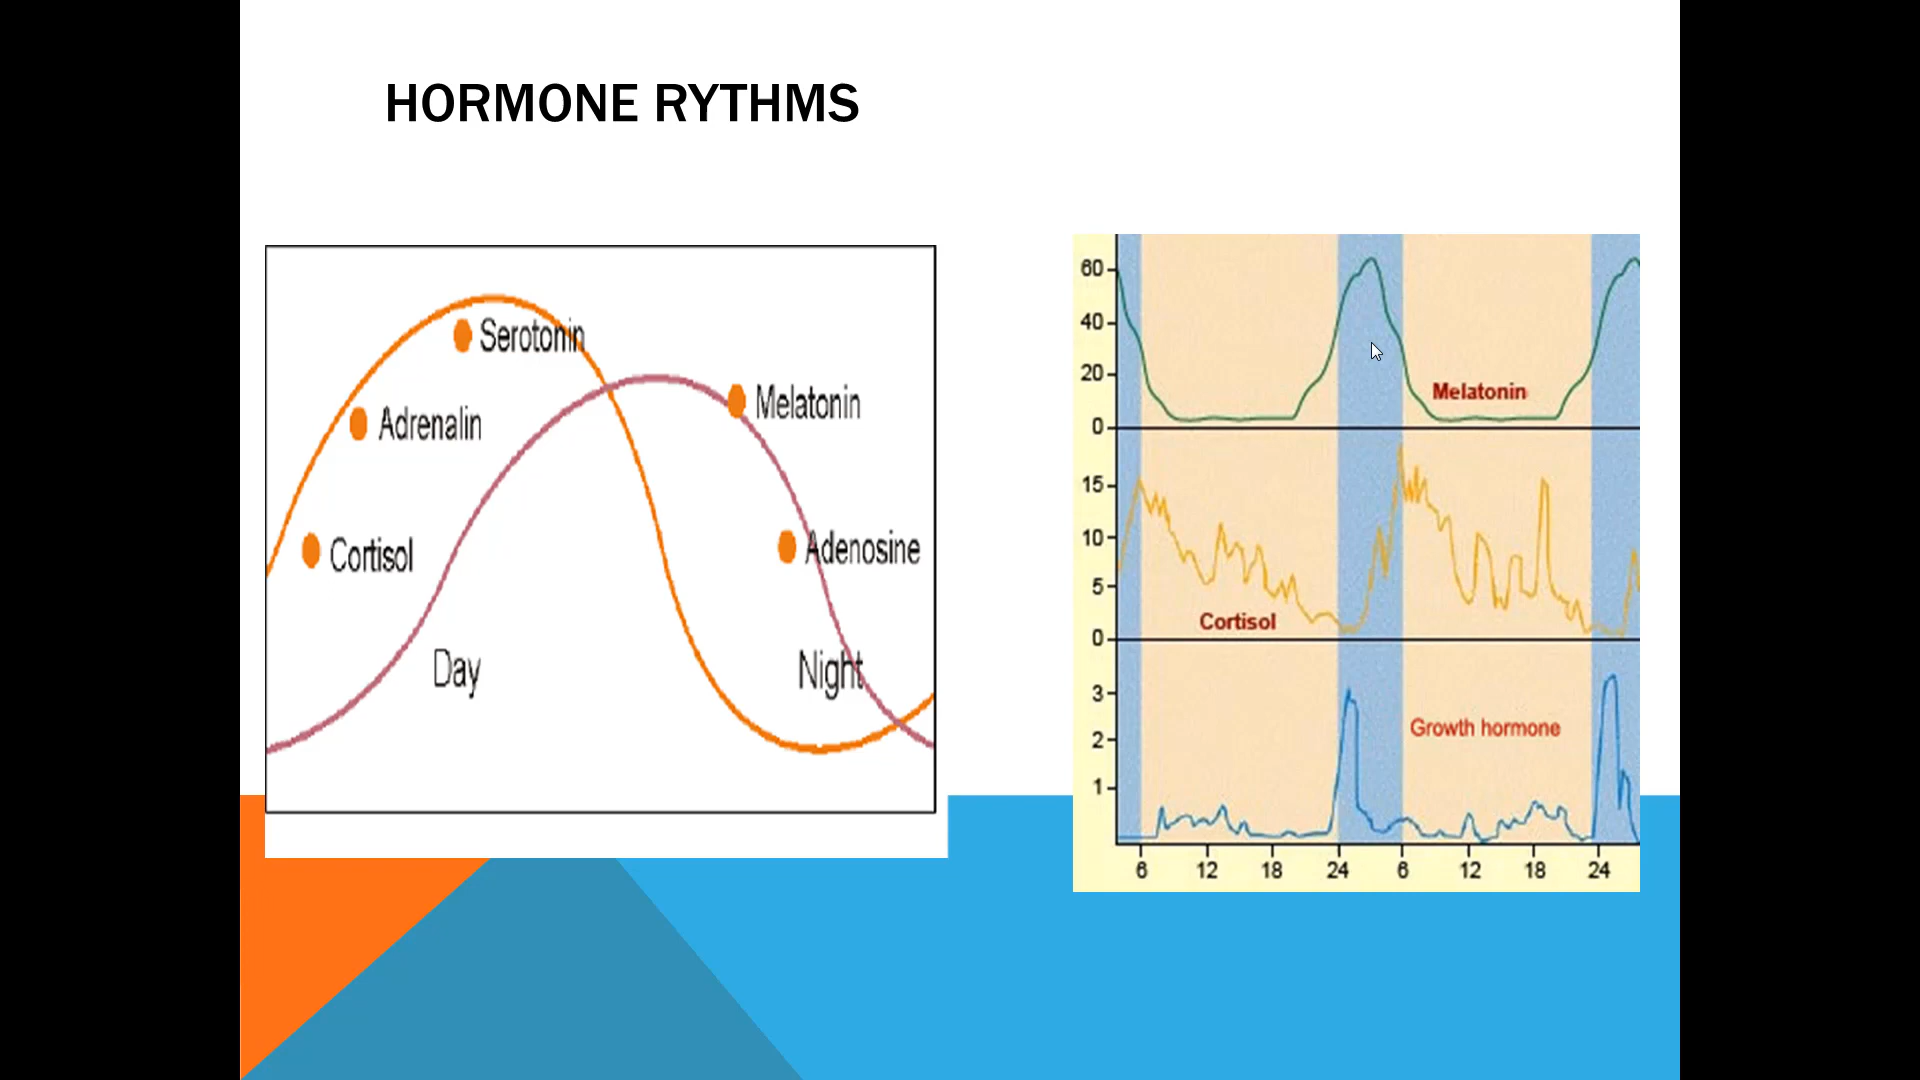 HORMONE RYTHMS
Serotonin
Adrenalin
Melatonin
Cortisol
Adenosine
Day
Night
60
40
20
0
Melatonin
15
10
5
0
Cortisol
3
2
1
Growth hormone
6 12 18 24 6 12 18 24